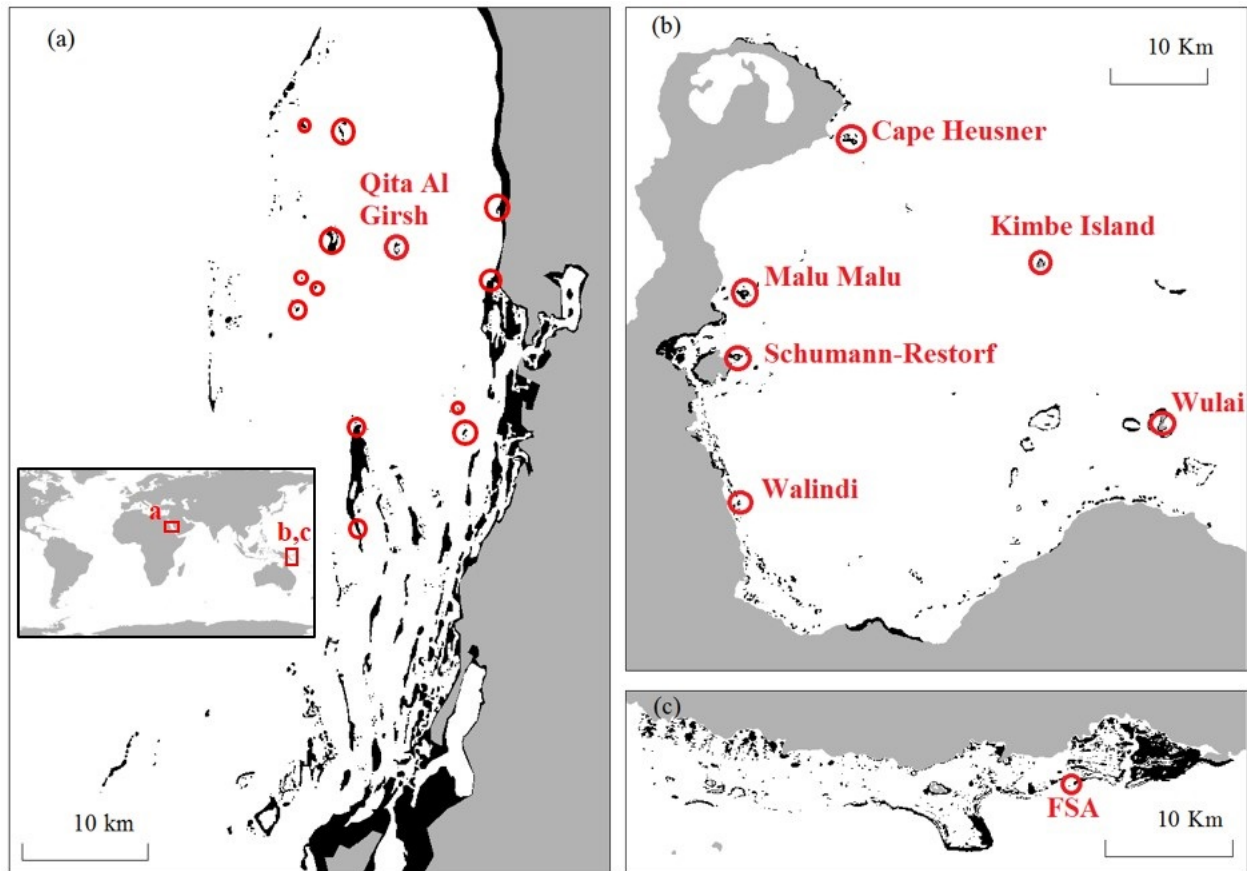 (a)
Qita Al
Girsh
a
b,c
10 km
(b)
10 Km
Cape Heusner
Kimbe Island
Malu Malu
Schumann-Restorf
Wulai
Walindi
(c)
FSA
10 Km